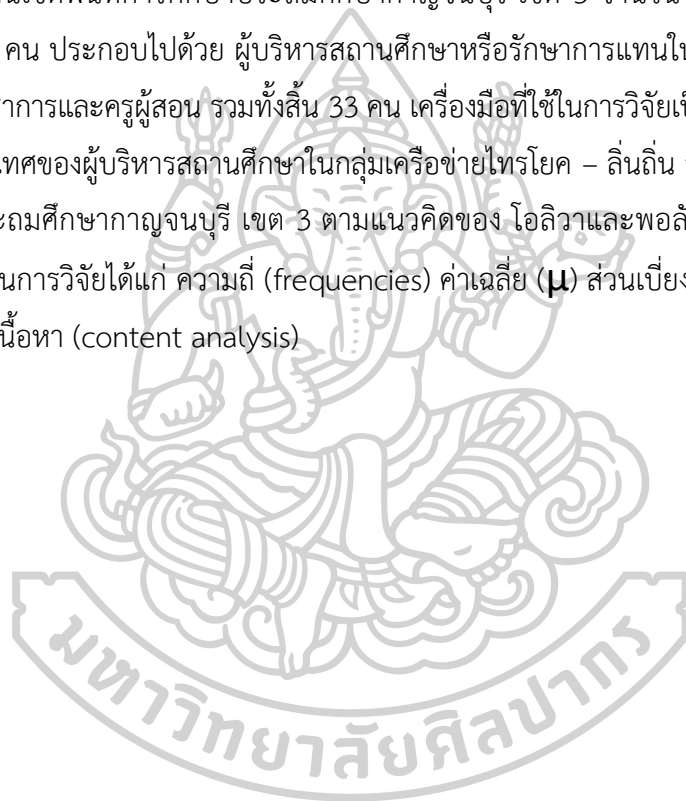 คน ประกอบไปด้วย ผู้บริหารสถานศึกษาหรือรักษาการแทนใน
าการและครูผู้สอน รวมทั้งสิ้น 33 คน เครื่องมือที่ใช้ในการวิจัยเป็
เทศของผู้บริหารสถานศึกษาในกลุ่มเครือข่ายไทรโยค – ลิ่นถิ่น
ะถมศึกษากาญจนบุรี เขต 3 ตามแนวคิดของ โอลิวาและพอล
นการวิจัยได้แก่ ความถี่ (frequencies) ค่าเฉลี่ย (μ) ส่วนเบี่ยง
นื้อหา (content analysis)
มหาวิทยาลัยศิลปากร